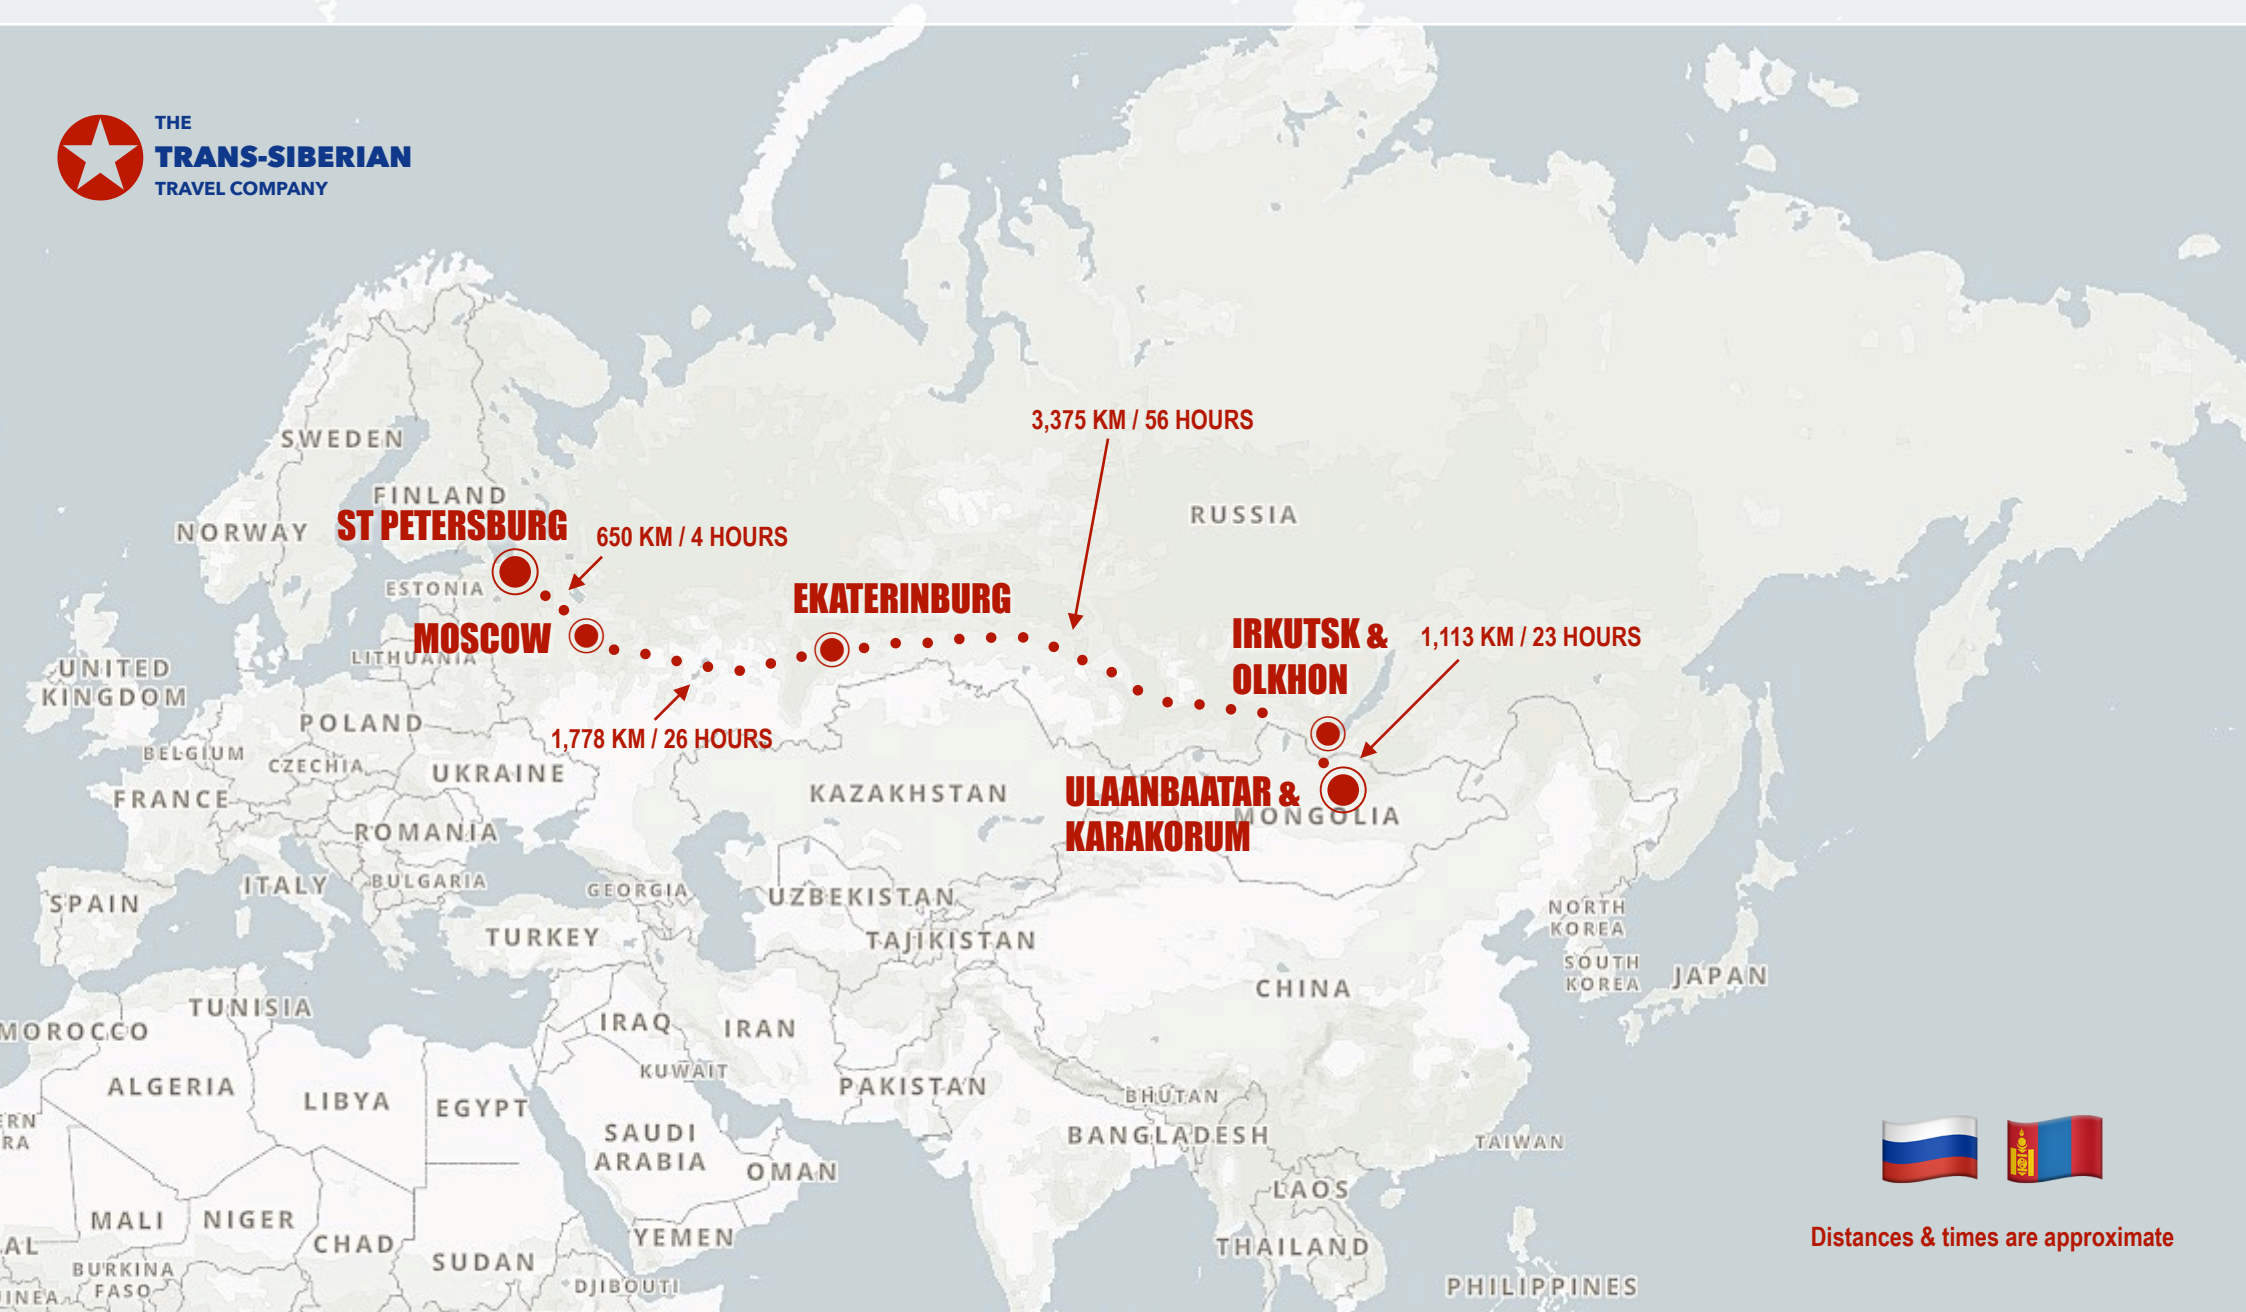 THE
TRANS-SIBERIAN
TRAVEL COMPANY
3,375 KM / 56 HOURS
SWEDEN
FINLAND
RUSSIA
NORWAY
ST PETERSBURG
650 KM / 4 HOURS
ESTONIA
EKATERINBURG
MOSCOW
IRKUTSK &
OLKHON
1,113 KM / 23 HOURS
LITHUANIA
UNITED
KINGDOM
POLAND
1,778 KM / 26 HOURS
BELGIUM
CZECHIA
UKRAINE
FRANCE
KAZAKHSTAN
ULAANBAATAR &
KARAKORUM
MONGOLIA
ROMANIA
ITALY
BULGARIA
GEORGIA
UZBEKISTAN
SPAIN
NORTH
KOREA
TURKEY
TAJIKISTAN
SOUTH
KOREA
JAPAN
CHINA
TUNISIA
MOROCCO
IRAQ
IRAN
KUWAIT
ALGERIA
LIBYA
EGYPT
PAKISTAN
BHUTAN
ERN
RA
SAUDI
ARABIA
OMAN
BANGLADESH
TAIWAN
LAOS
MALI
NIGER
CHAD
YEMEN
AL
SUDAN
THAILAND
Distances & times are approximate
BURKINA
FASO
INEA
DJIBOUTI
PHILIPPINES